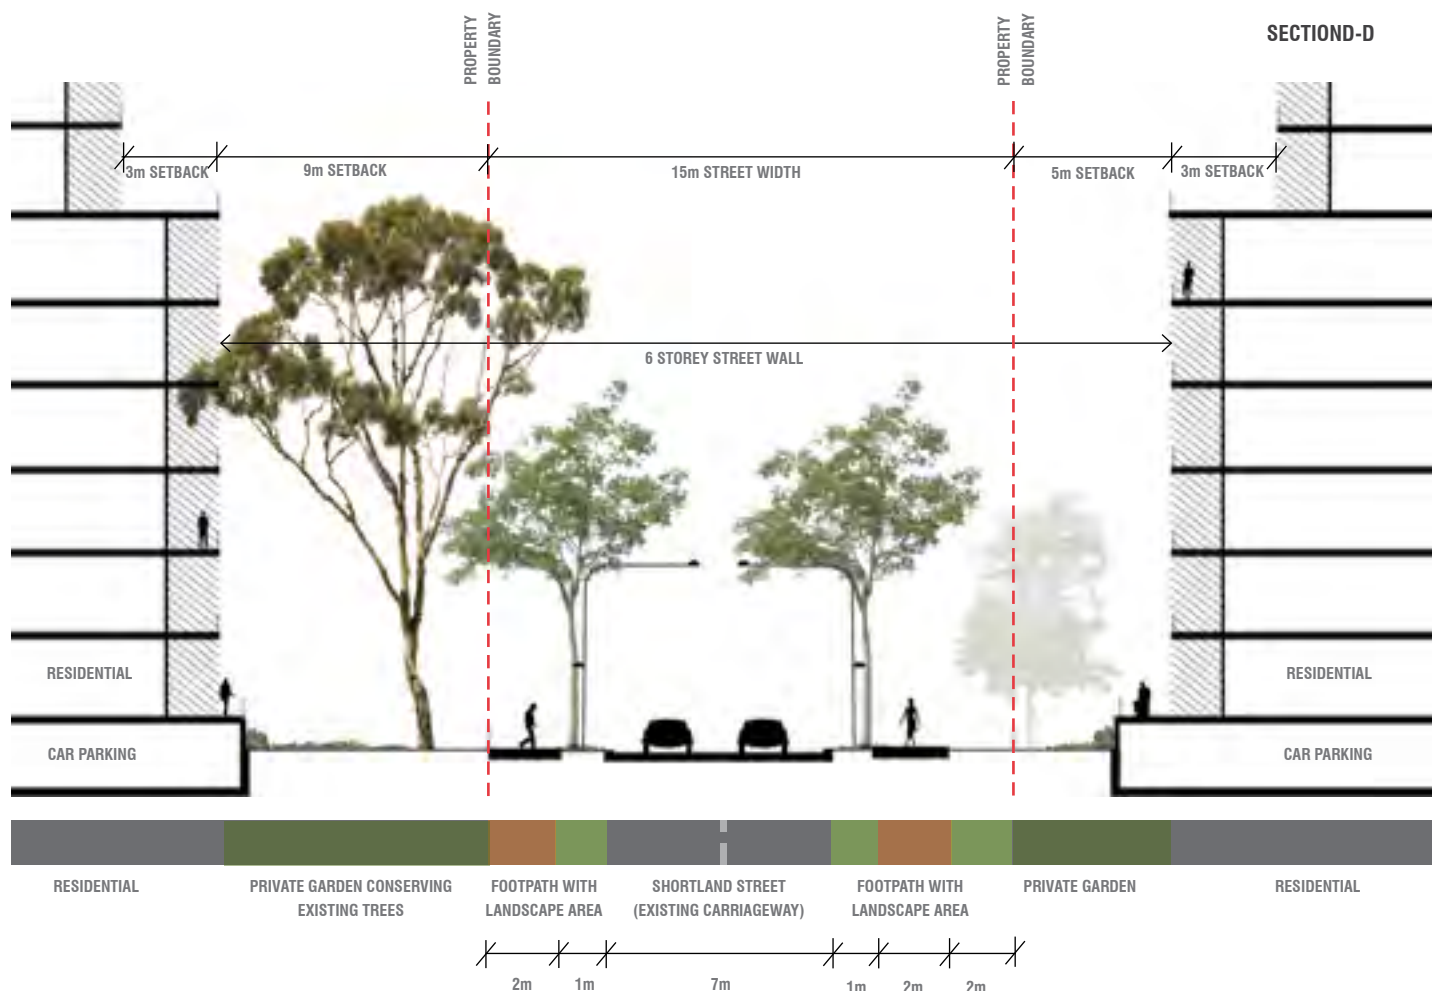 SECTIOND-D
PROPERTY
BOUNDARY
PROPERTY
BOUNDARY
3m SETBACK
9m SETBACK
15m STREET WIDTH
5m SETBACK
3m SETBACK
6 STOREY STREET WALL
RESIDENTIAL
RESIDENTIAL
CAR PARKING
CAR PARKING
RESIDENTIAL
PRIVATE GARDEN CONSERVING
EXISTING TREES
FOOTPATH WITH
LANDSCAPE AREA
SHORTLAND STREET
(EXISTING CARRIAGEWAY)
FOOTPATH WITH
LANDSCAPE AREA
PRIVATE GARDEN
RESIDENTIAL
2m
1m
7m
1m
2m
2m